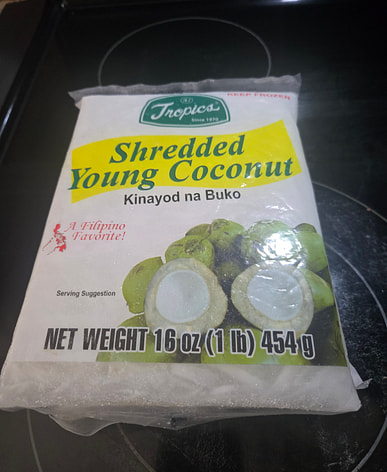 KEEP FROZEN
Tropics
Since 1976
Shredded
Young Coconut
Kinayod na Buko
A Filipino
Favorite!
Serving Suggestion
NET WEIGHT 16 oz (1 lb) 454 g